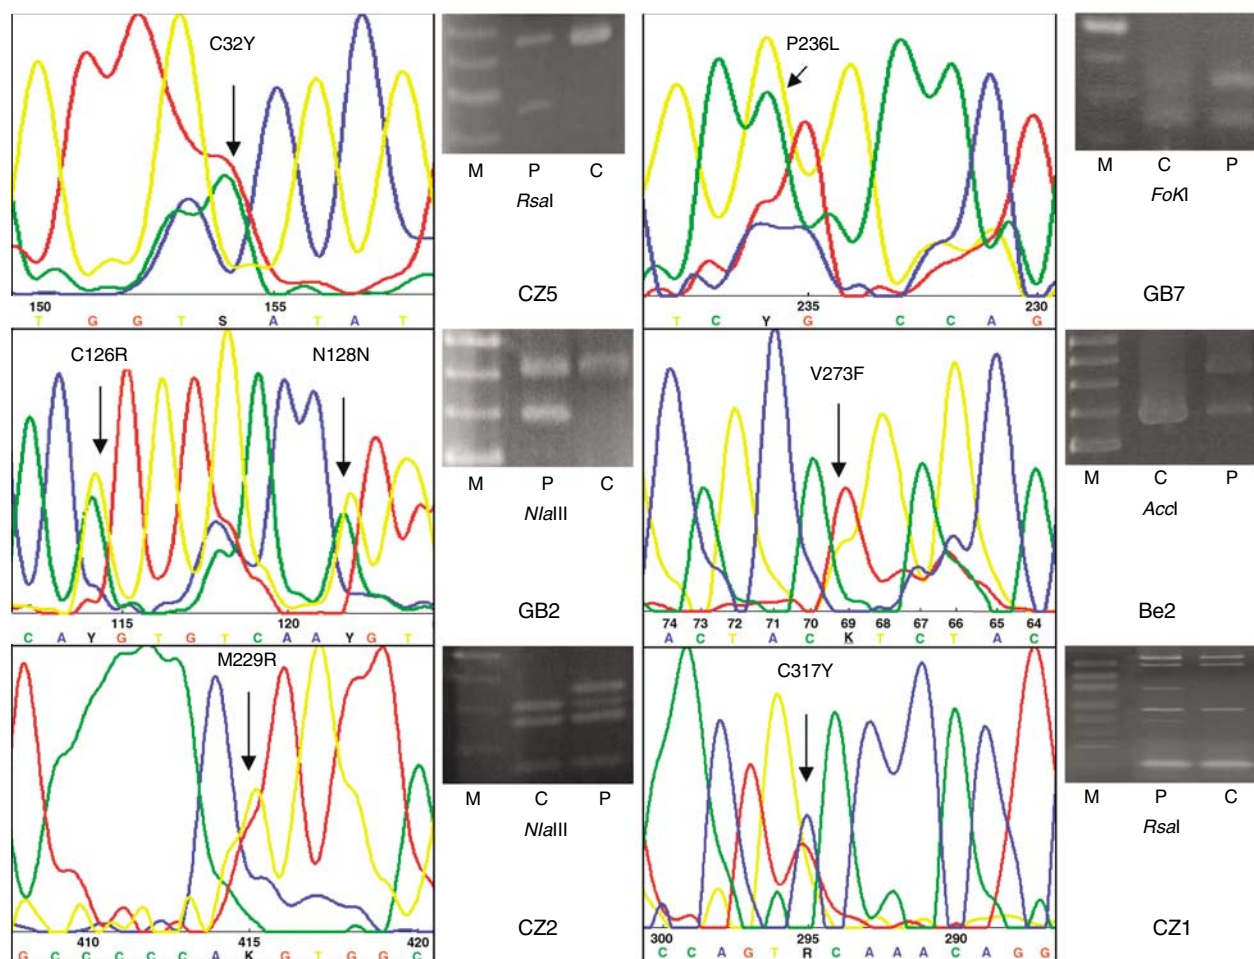 C32Y
150 155
T G G T S A T A T
M P C
RsaI
CZ5
P236L
235 230
T C Y G C C A G
M C P
FoKI
GB7
C126R N128N
115 120
C A Y G T G T C A A Y G T
M P C
NlaIII
GB2
V273F
74 73 72 71 70 69 68 67 66 65 64
A C T A C K T C T A C
M C P
AccI
Be2
M229R
410 415 420
G C C C C C A K G T G G C
M C P
NlaIII
CZ2
C317Y
300 295 290
C C A G T R C A A A C A G G
M P C
RsaI
CZ1